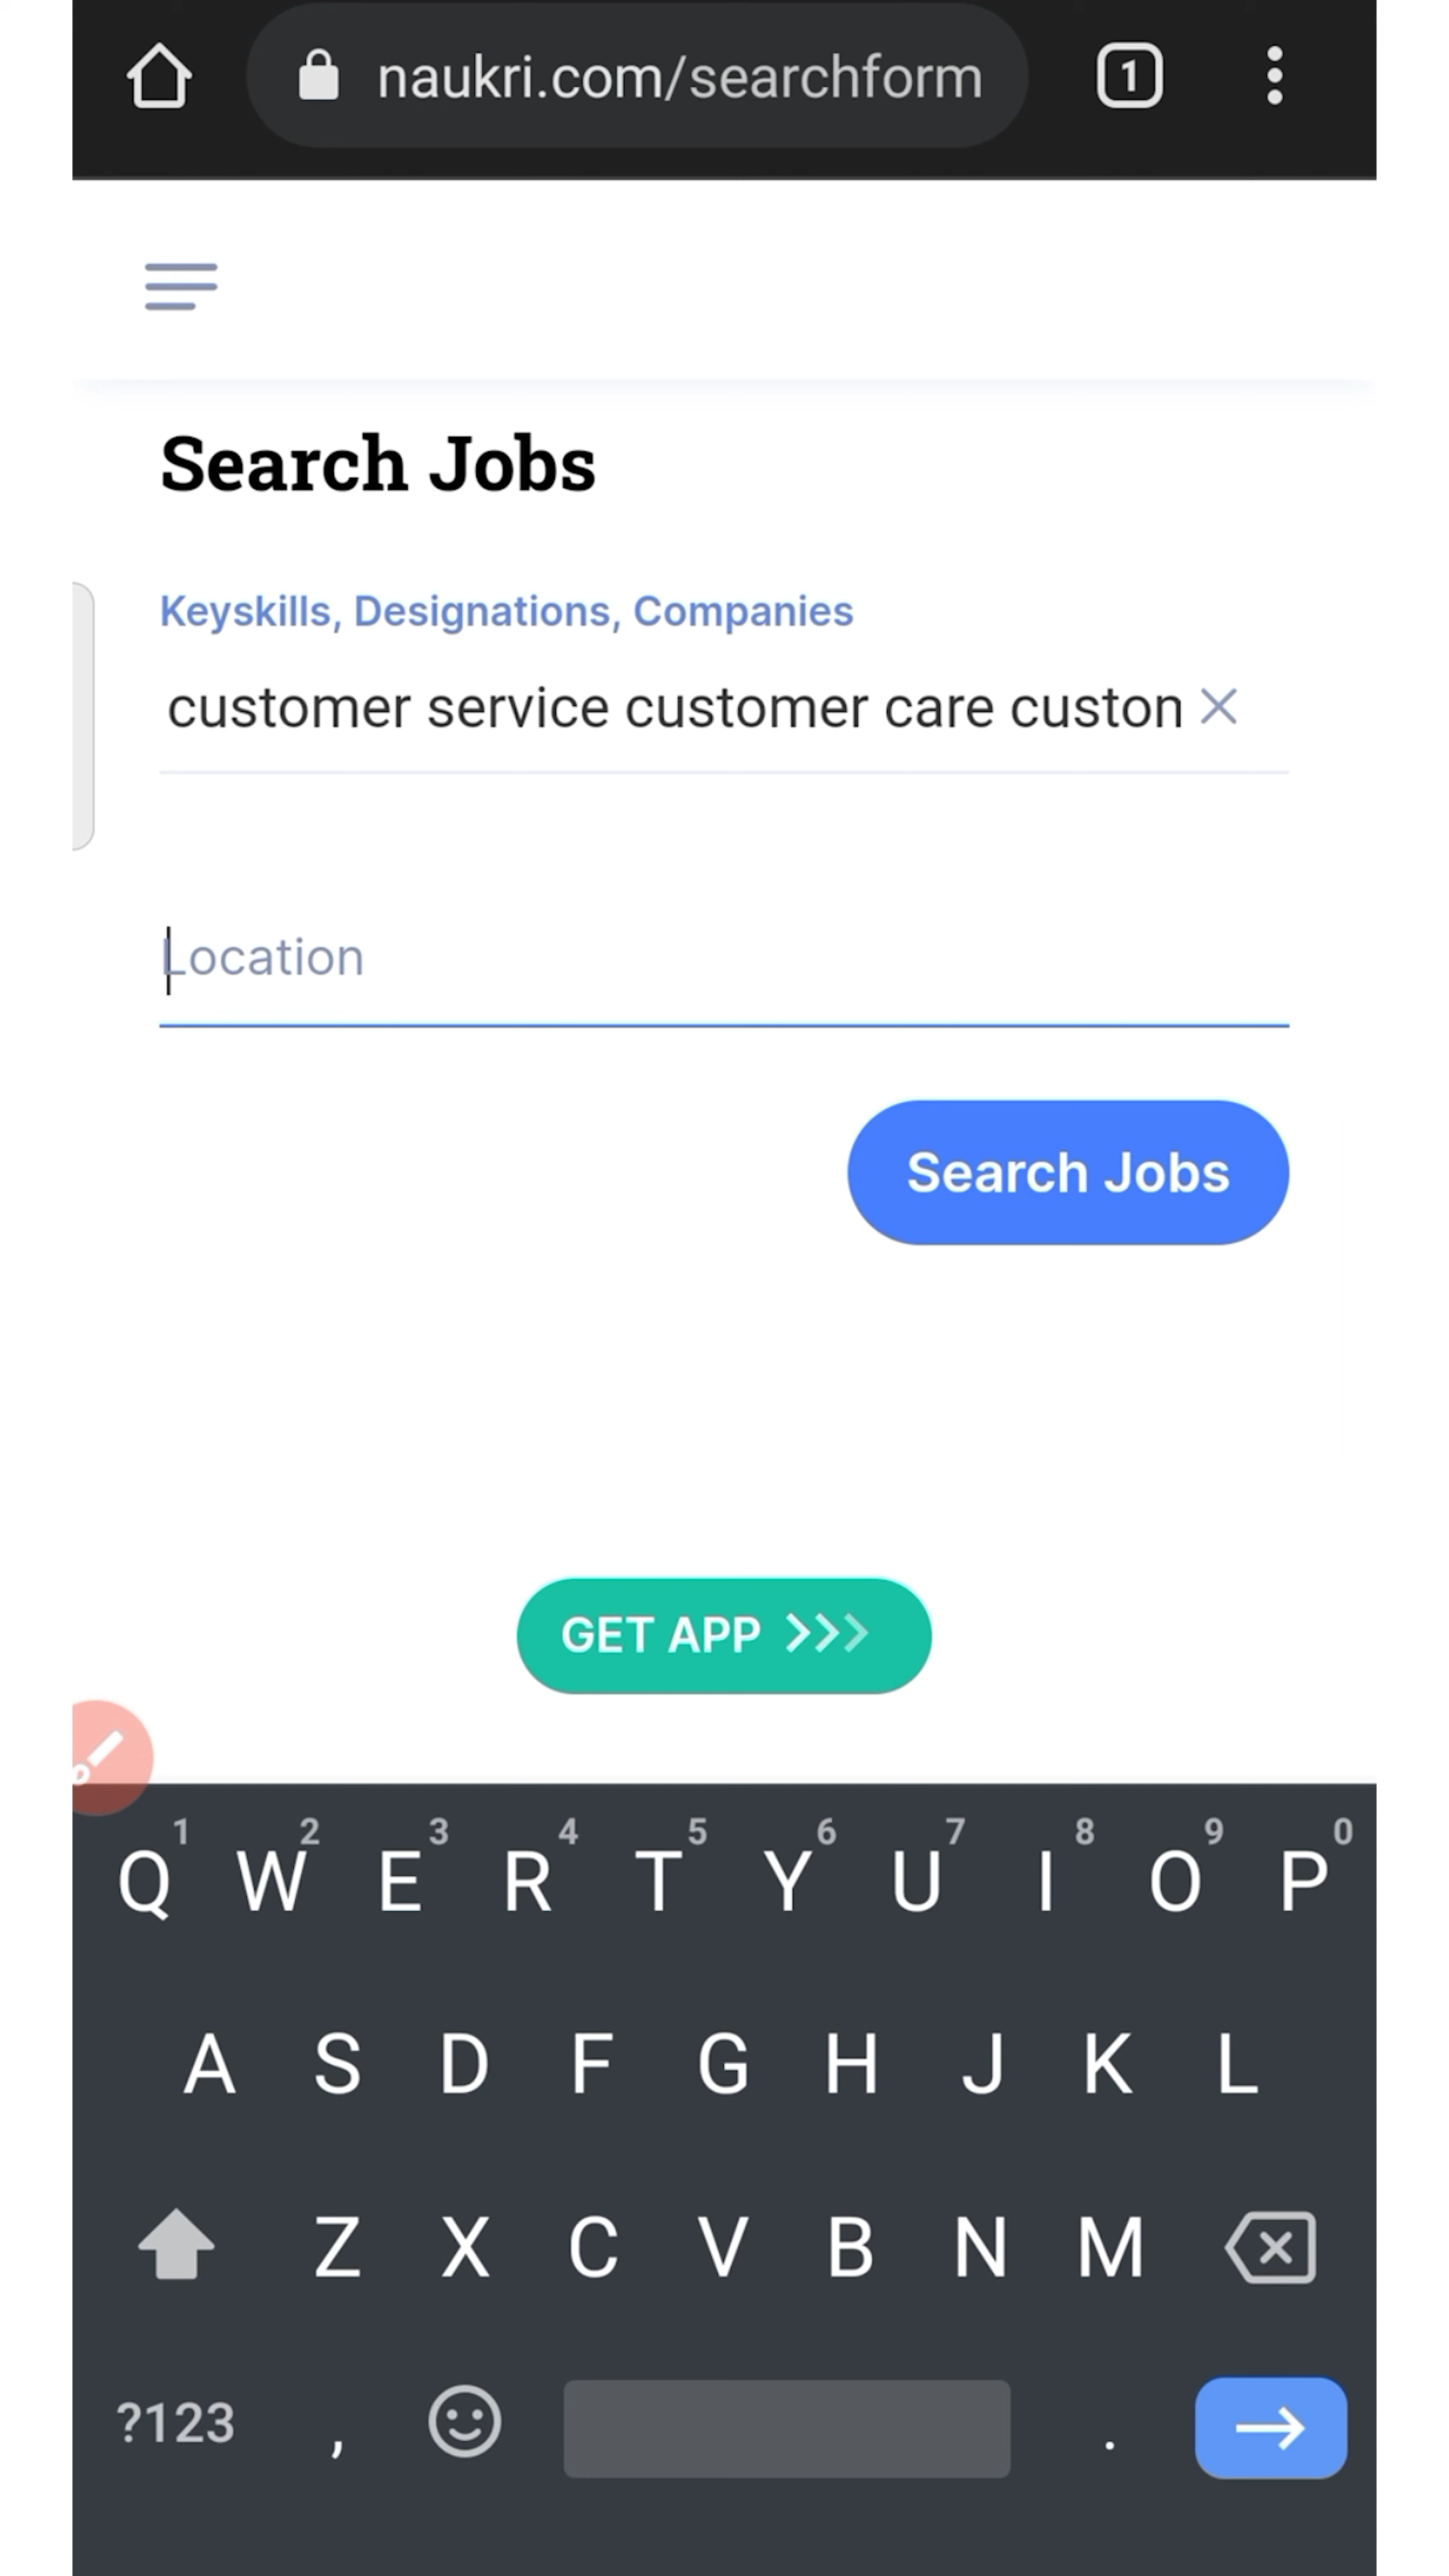 naukri.com/searchform
1
Search Jobs
Keyskills, Designations, Companies
customer service customer care custon
Location
Search Jobs
GET APP
1 2 3 4 5 6 7 8 9 0
Q W E R T Y U I O P
A S D F G H J K L
Z X C V B N M
?123 , .